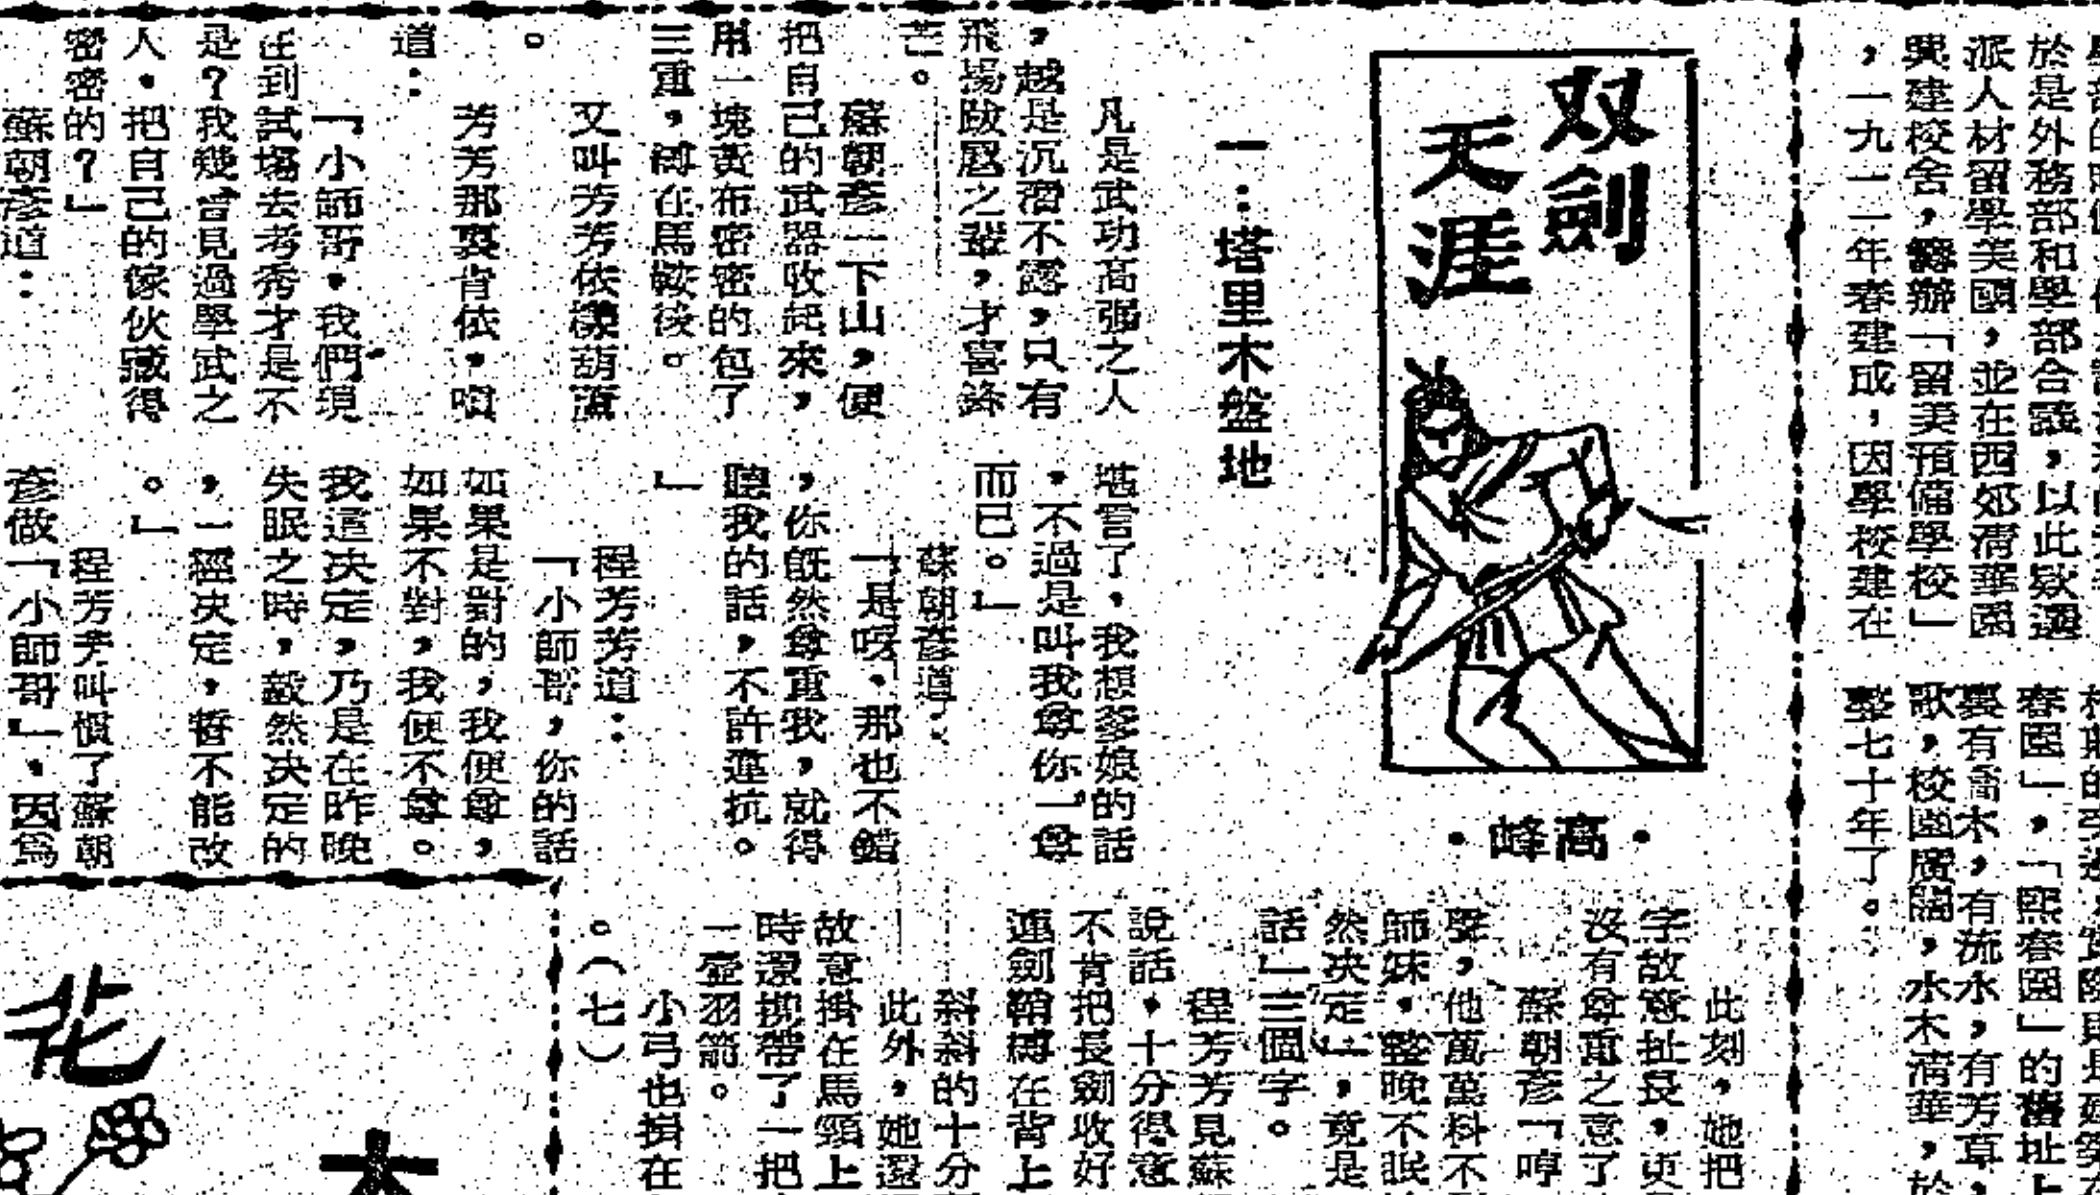 双劍
天涯
•高峰•
一：塔里木盤地
凡是武功高强之人
，越是沉潛不露，只有
飛揚跋扈之輩，才喜鋒
芒。
蘇朝彥一下山，便
把自己的武器收起來，
用一塊黃布密密的包了
三重，縛在馬鞍後。
又叫芳芳依樣葫蘆
。
芳芳那裏肯依，嗔
道：
「小師哥，我們現
在到試場去考秀才是不
是？我幾曾見過學武之
人，把自己的傢伙藏得
密密的？」
蘇朝彥道：
了，我想爹娘的話
，不過是叫我尊你一尊
而已。」
蘇朝彥道：
「是呀，那也不錯
，你既然尊重我，就得
聽我的話，不許違抗。
」
程芳芳道：
「小師哥，你的話
如果是對的，我便尊，
如果不對，我便不尊。
我這決定，乃是在昨晚
失眠之時，毅然決定的
，一經決定，誓不能改
。」
程芳芳叫慣了蘇朝
彥做「小師哥」，因爲
此刻，她把
字故意扯長，更
沒有尊重之意了
蘇朝彥「哼
聲，他萬萬料不
師妹，整晚不眠
然決定」，竟是
話」三個字。
程芳芳見蘇
說話，十分得意
不肯把長劍收好
連劍鞘縛在背上
斜斜的十分
此外，她還
故意掛在馬頸上
時還携帶了一把
一壺羽箭。
小弓也掛在
。（七）
於是外務部和學部合議，以此款選
派人材留學美國，並在西郊清華園
興建校舍，籌辦「留美預備學校」
，一九一一年春建成，因學校建在
春園」，「熙春園」的舊址上
裏有喬木，有流水，有芳草，
歌，校園廣闊，水木清華，於
整七十年了。
花
木